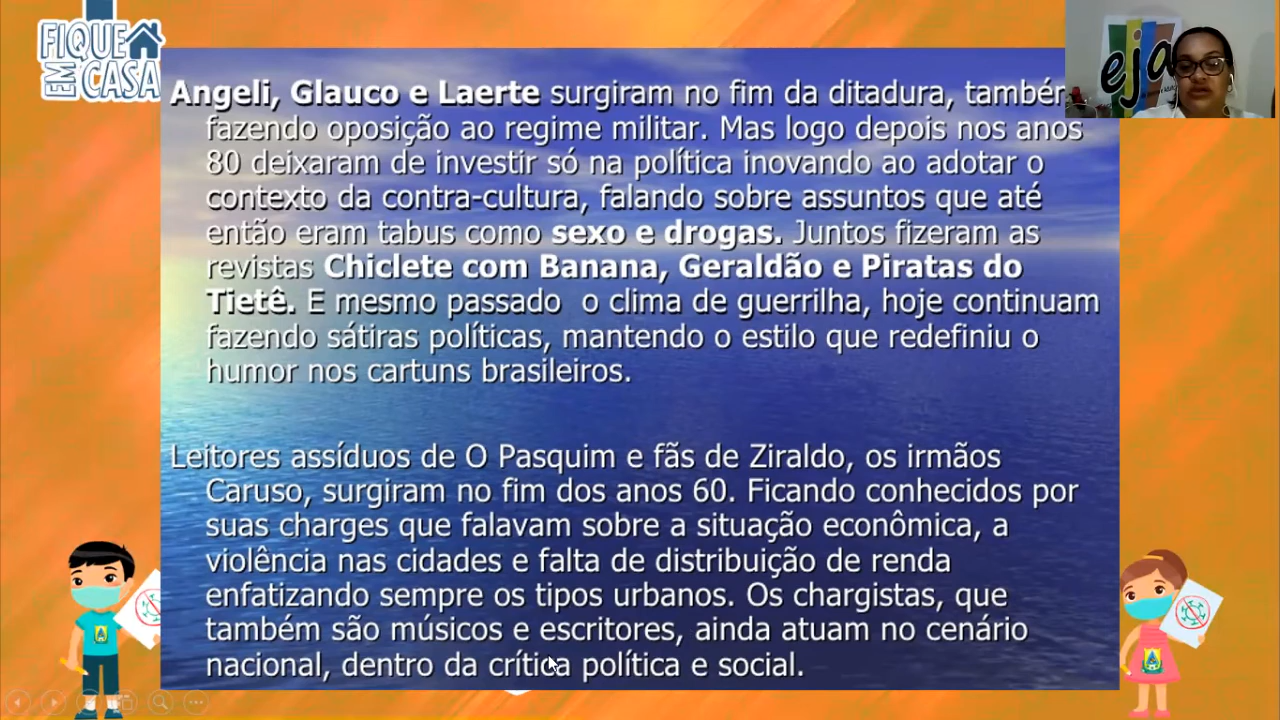 FIQUE
EM
CASA
eja
Angeli, Glauco e Laerte surgiram no fim da ditadura,
fazendo oposição ao regime militar. Mas logo depois nos anos
80 deixaram de investir só na política inovando ao adotar o
contexto da contra-cultura, falando sobre assuntos que até
então eram tabus como sexo e drogas. Juntos fizeram as
revistas Chiclete com Banana, Geraldão e Piratas do
Tietê. E mesmo passado o clima de guerrilha, hoje continuam
fazendo sátiras políticas, mantendo o estilo que redefiniu o
humor nos cartuns brasileiros.
Leitores assíduos de O Pasquim e fãs de Ziraldo, os irmãos
Caruso, surgiram no fim dos anos 60. Ficando conhecidos por
suas charges que falavam sobre a situação econômica, a
violência nas cidades e falta de distribuição de renda
enfatizando sempre os tipos urbanos. Os chargistas, que
também são músicos e escritores, ainda atuam no cenário
nacional, dentro da crítica política e social.